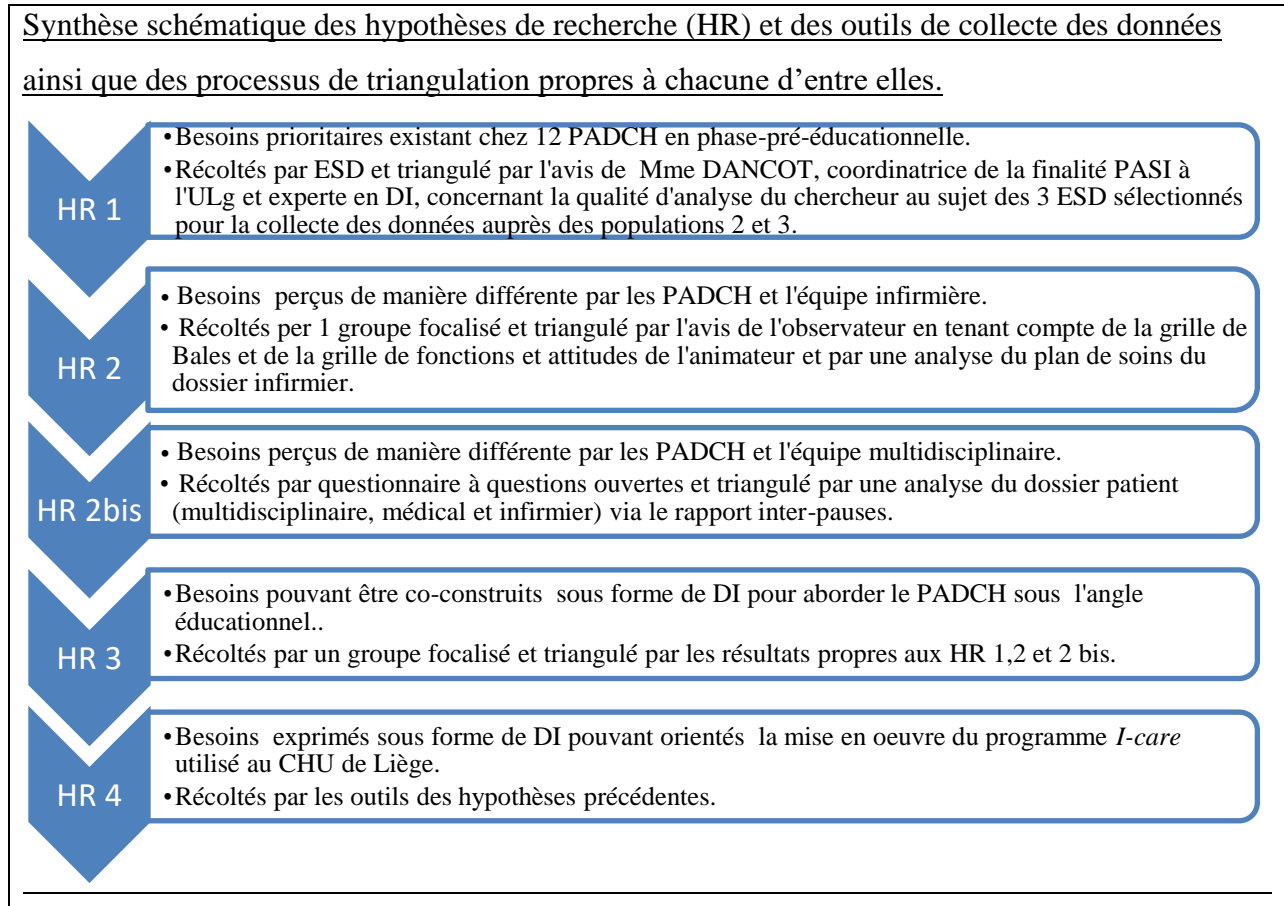 Synthèse schématique des hypothèses de recherche (HR) et des outils de collecte des données
ainsi que des processus de triangulation propres à chacune d'entre elles.
HR 1
•Besoins prioritaires existant chez 12 PADCH en phase-pré-éducationnelle.
•Récoltés par ESD et triangulé par l'avis de Mme DANCOT, coordinatrice de la finalité PASI à
l'ULg et experte en DI, concernant la qualité d'analyse du chercheur au sujet des 3 ESD sélectionnés
pour la collecte des données auprès des populations 2 et 3.
HR 2
• Besoins perçus de manière différente par les PADCH et l'équipe infirmière.
• Récoltés per 1 groupe focalisé et triangulé par l'avis de l'observateur en tenant compte de la grille de
Bales et de la grille de fonctions et attitudes de l'animateur et par une analyse du plan de soins du
dossier infirmier.
HR 2bis
• Besoins perçus de manière différente par les PADCH et l'équipe multidisciplinaire.
• Récoltés par questionnaire à questions ouvertes et triangulé par une analyse du dossier patient
(multidisciplinaire, médical et infirmier) via le rapport inter-pauses.
HR 3
•Besoins pouvant être co-construits sous forme de DI pour aborder le PADCH sous l'angle
éducationnel..
•Récoltés par un groupe focalisé et triangulé par les résultats propres aux HR 1,2 et 2 bis.
HR 4
•Besoins exprimés sous forme de DI pouvant orientés la mise en oeuvre du programme I-care
utilisé au CHU de Liège.
•Récoltés par les outils des hypothèses précédentes.